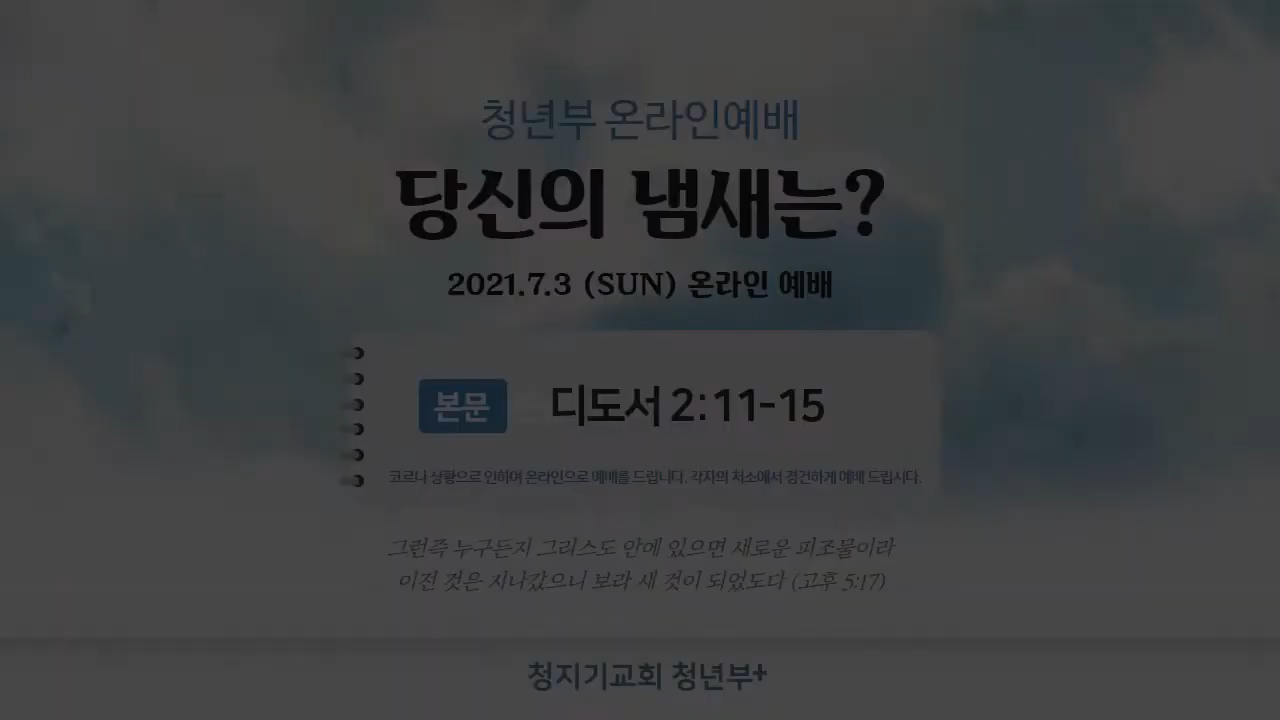 청년부 온라인예배
당신의 냄새는?
2021.7.3 (SUN) 온라인 예배
본문 디도서 2:11-15
코로나 상황으로 인하여 온라인으로 예배를 드립니다. 각자의 처소에서 경건하게 예배 드립시다.
그런즉 누구든지 그리스도 안에 있으면 새로운 피조물이라
이전 것은 지나갔으니 보라 새 것이 되었도다 (고후 5:17)
청지기교회 청년부+